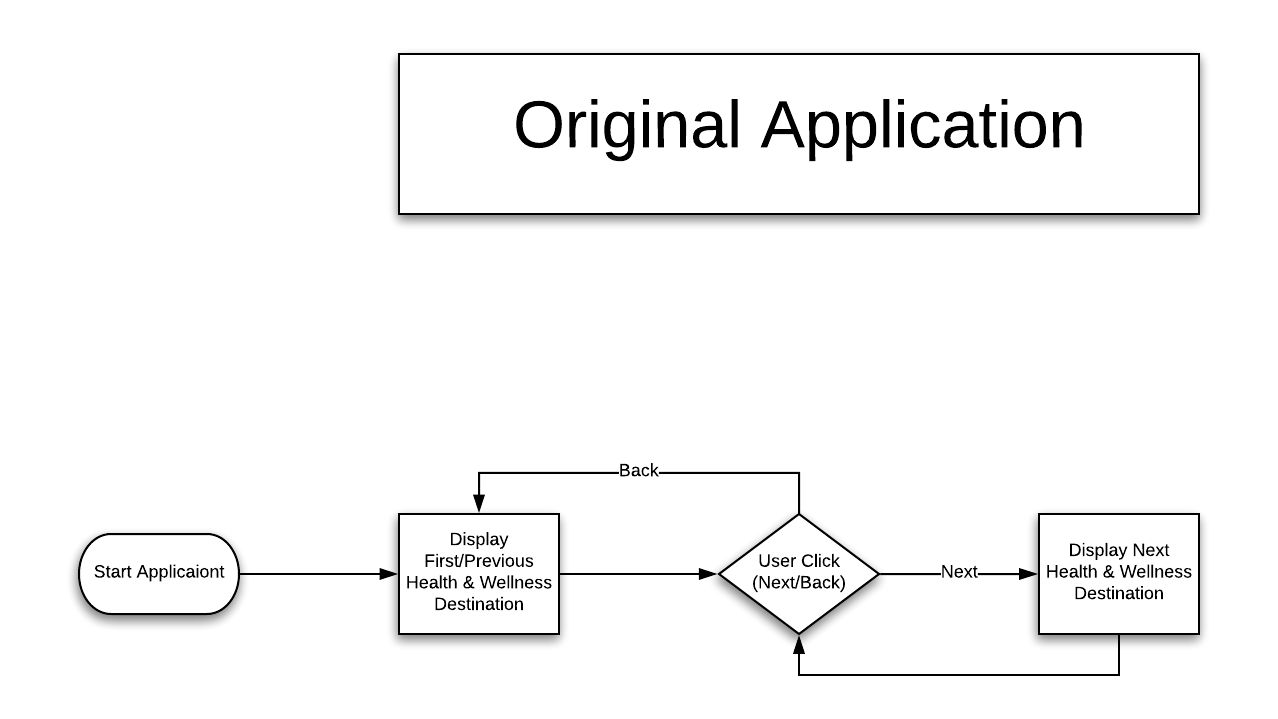 Original Application
Back
Start Applicaiont
Display
First/Previous
Health & Wellness
Destination
User Click
(Next/Back)
Next
Display Next
Health & Wellness
Destination